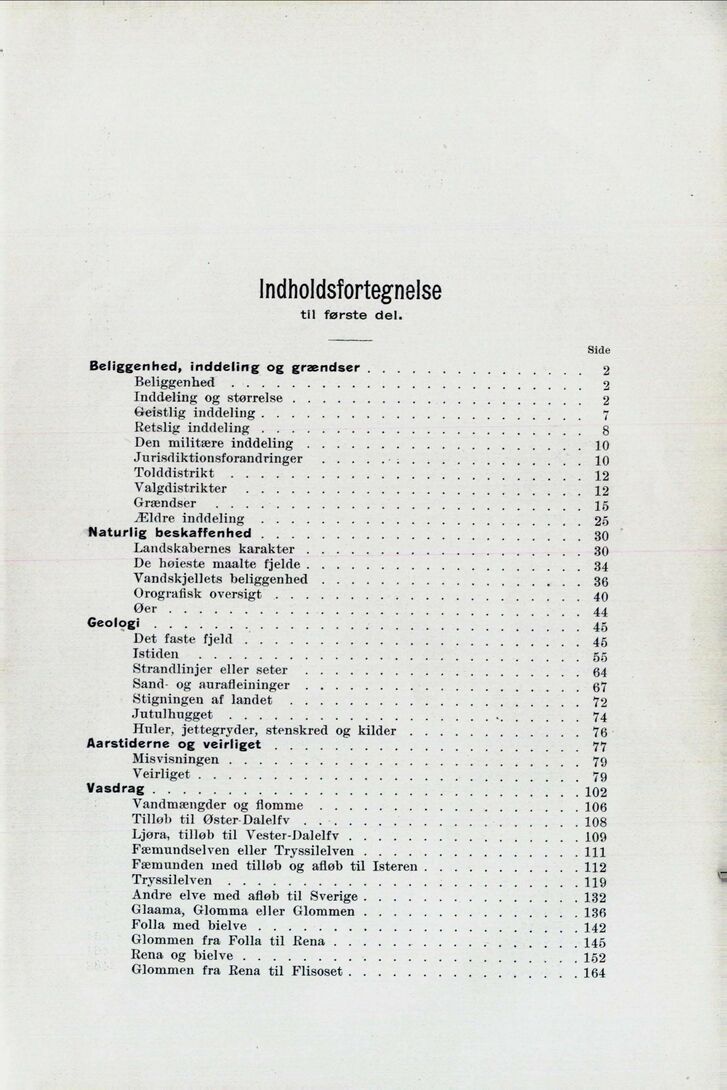 Indholdsfortegnelse
til første del.
Side
Beliggenhed, inddeling og grændser . . . . . . . . . . . . . . . 2
Beliggenhed . . . . . . . . . . . . . . . 2
Inddeling og størrelse . . . . . . . . . . . . . . . 2
Geistlig inddeling . . . . . . . . . . . . . . . 7
Retslig inddeling . . . . . . . . . . . . . . . 8
Den militære inddeling . . . . . . . . . . . . . . . 10
Jurisdiktionsforandringer . . . . . . . . . . . . . . . 10
Tolddistrikt . . . . . . . . . . . . . . . 12
Valgdistrikter . . . . . . . . . . . . . . . 12
Grændser . . . . . . . . . . . . . . . 15
Ældre inddeling . . . . . . . . . . . . . . . 25
Naturlig beskaffenhed . . . . . . . . . . . . . . . 30
Landskabernes karakter . . . . . . . . . . . . . . . 30
De høieste maalte fjelde . . . . . . . . . . . . . . . 34
Vandskjellets beliggenhed . . . . . . . . . . . . . . . 36
Orografisk oversigt . . . . . . . . . . . . . . . 40
Øer . . . . . . . . . . . . . . . 44
Geologi . . . . . . . . . . . . . . . 45
Det faste fjeld . . . . . . . . . . . . . . . 45
Istiden . . . . . . . . . . . . . . . 55
Strandlinjer eller seter . . . . . . . . . . . . . . . 64
Sand- og aurafleininger . . . . . . . . . . . . . . . 67
Stigningen af landet . . . . . . . . . . . . . . . 72
Jutulhugget . . . . . . . . . . . . . . . 74
Huler, jettegryder, stenskred og kilder . . . . . . . . . . 76
Aarstiderne og veirliget . . . . . . . . . . . . . . . 77
Misvisningen . . . . . . . . . . . . . . . 79
Veirliget . . . . . . . . . . . . . . . 79
Vasdrag . . . . . . . . . . . . . . . 102
Vandmængder og flomme . . . . . . . . . . . . . . . 106
Tilløb til Øster-Dalelfv . . . . . . . . . . . . . . . 108
Ljøra, tilløb til Vester-Dalelfv . . . . . . . . . . . . . 109
Fæmundselven eller Tryssilelven . . . . . . . . . . . . 111
Fæmunden med tilløb og afløb til Isteren . . . . . . . . . 112
Tryssilelven . . . . . . . . . . . . . . . 119
Andre elve med afløb til Sverige . . . . . . . . . . . . 132
Glaama, Glomma eller Glommen . . . . . . . . . . . . 136
Folla med bielve . . . . . . . . . . . . . . . 142
Glommen fra Folla til Rena . . . . . . . . . . . . . . 145
Rena og bielve . . . . . . . . . . . . . . . 152
Glommen fra Rena til Flisoset . . . . . . . . . . . . . 164